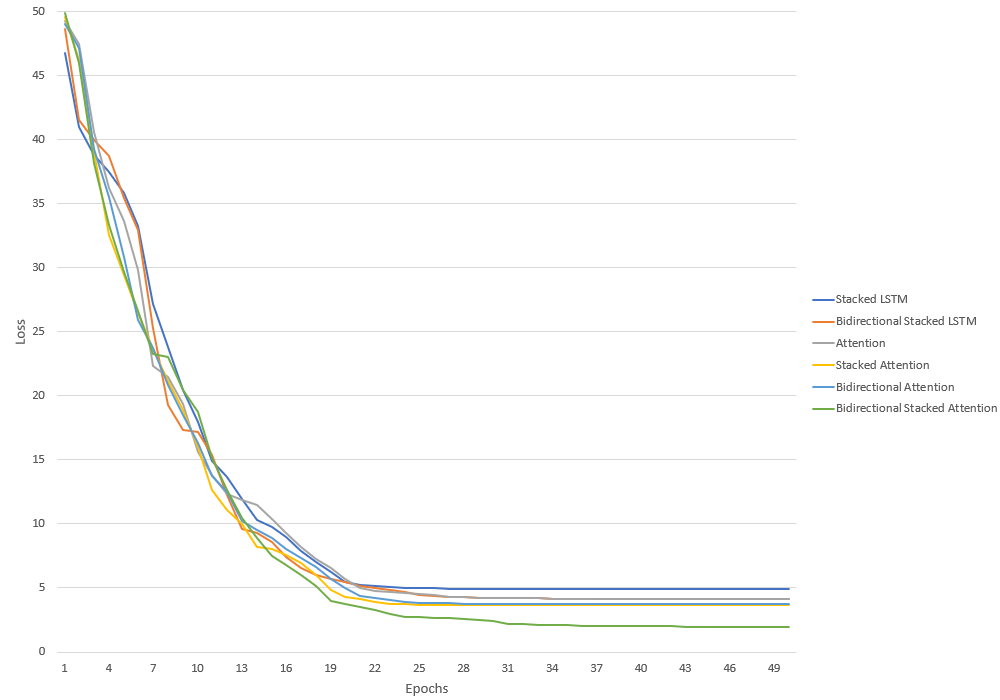 50
45
40
35
30
25
20
15
10
5
0
Loss
1 4 7 10 13 16 19 22 25 28 31 34 37 40 43 46 49
Epochs
Stacked LSTM
Bidirectional Stacked LSTM
Attention
Stacked Attention
Bidirectional Attention
Bidirectional Stacked Attention